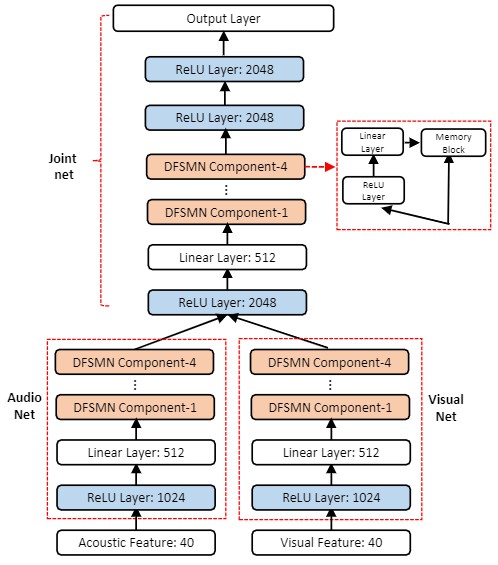 Output Layer
ReLU Layer: 2048
ReLU Layer: 2048
DFSMN Component-4
⋮
DFSMN Component-1
Linear Layer: 512
ReLU Layer: 2048
Joint
net
Linear
Layer
Memory
Block
ReLU
Layer
Audio
Net
DFSMN Component-4
⋮
DFSMN Component-1
Linear Layer: 512
ReLU Layer: 1024
Acoustic Feature: 40
DFSMN Component-4
⋮
DFSMN Component-1
Linear Layer: 512
ReLU Layer: 1024
Visual Feature: 40
Visual
Net